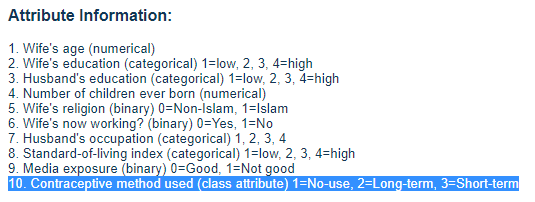 Attribute Information:
1. Wife's age (numerical)
2. Wife's education (categorical) 1=low, 2, 3, 4=high
3. Husband's education (categorical) 1=low, 2, 3, 4=high
4. Number of children ever born (numerical)
5. Wife's religion (binary) 0=Non-Islam, 1=Islam
6. Wife's now working? (binary) 0=Yes, 1=No
7. Husband's occupation (categorical) 1, 2, 3, 4
8. Standard-of-living index (categorical) 1=low, 2, 3, 4=high
9. Media exposure (binary) 0=Good, 1=Not good
10. Contraceptive method used (class attribute) 1=No-use, 2=Long-term, 3=Short-term